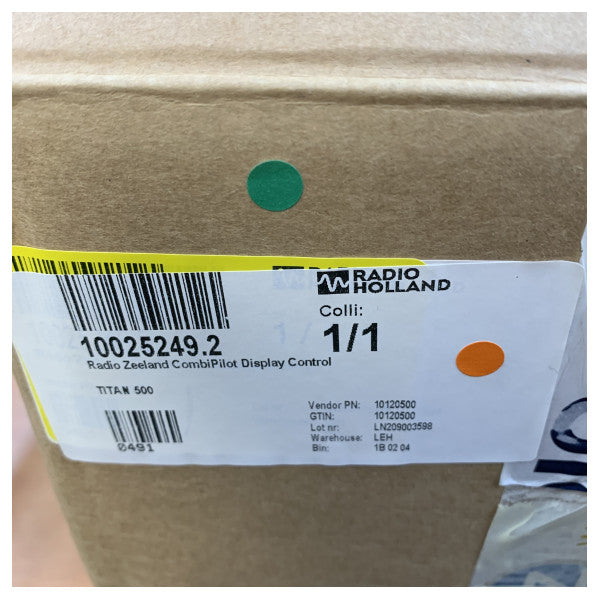 RADIO
HOLLAND
Colli:
1/1
10025249.2
Radio Zeeland CombiPilot Display Control
TITAN 500
0491
Vendor PN: 10120500
GTIN: 10120500
Lot nr: LN209003598
Warehouse: LEH
Bin: 1B 02 04